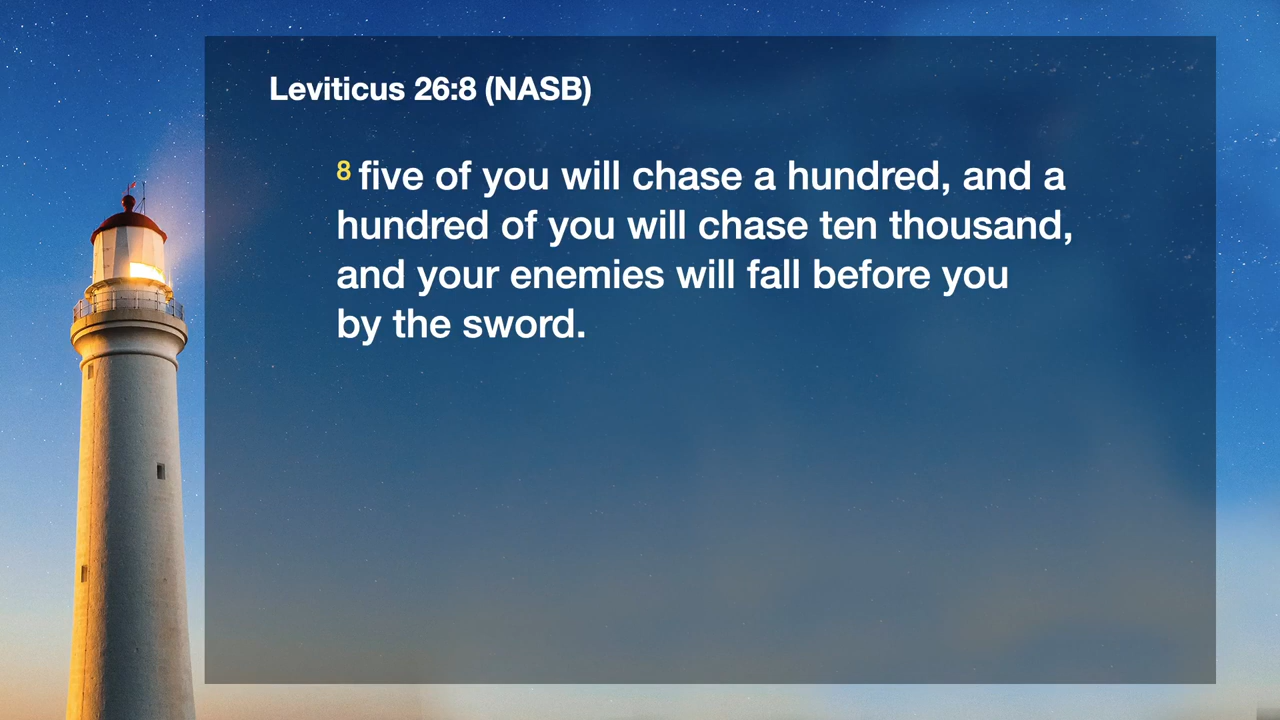 Leviticus 26:8 (NASB)
8 five of you will chase a hundred, and a
hundred of you will chase ten thousand,
and your enemies will fall before you
by the sword.